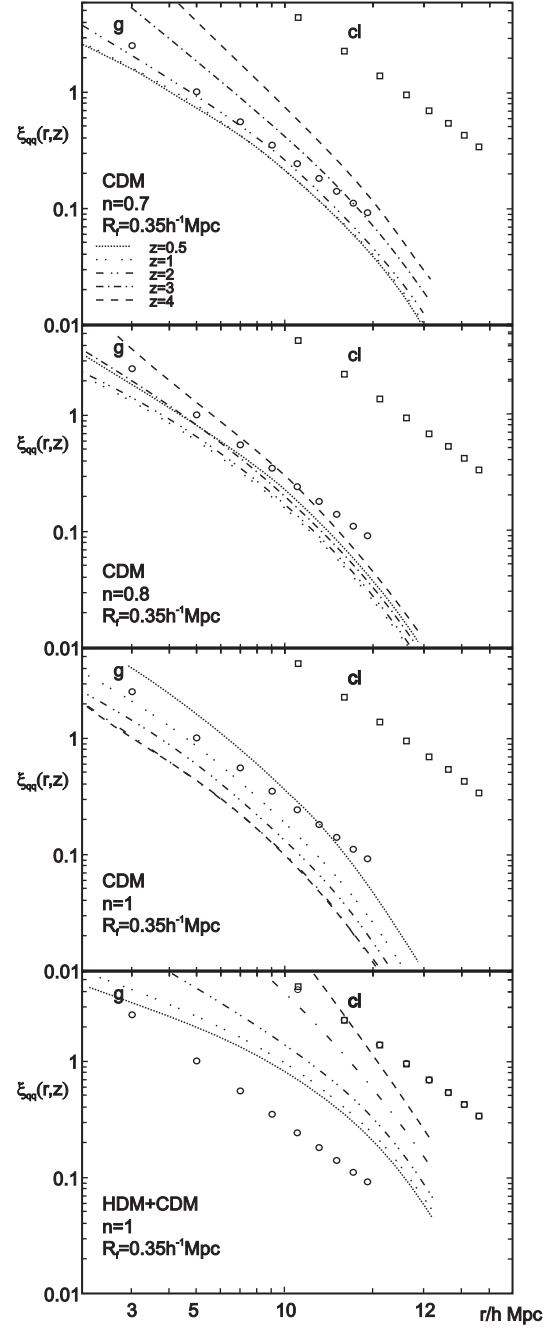 g
cl
1
ξqq(r,z)
0.1
CDM
n=0.7
Rf=0.35h⁻¹Mpc
z=0.5
z=1
z=2
z=3
z=4
0.01
g
cl
1
ξqq(r,z)
0.1
CDM
n=0.8
Rf=0.35h⁻¹Mpc
0.01
g
cl
1
ξqq(r,z)
0.1
CDM
n=1
Rf=0.35h⁻¹Mpc
0.01
g
cl
1
ξqq(r,z)
0.1
HDM+CDM
n=1
Rf=0.35h⁻¹Mpc
0.01
3 5 10 12 r/h Mpc